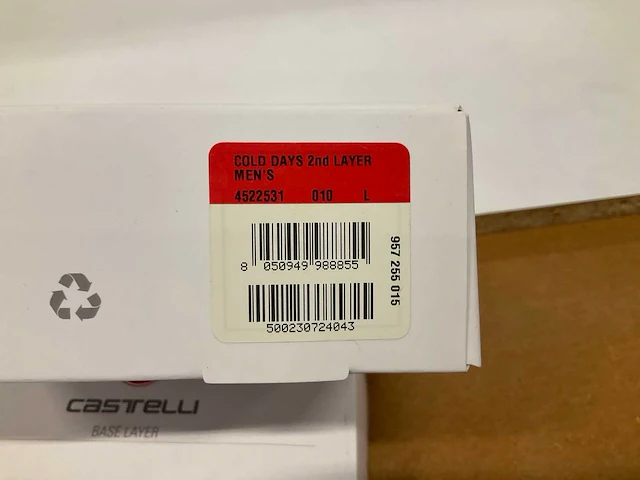 COLD DAYS 2nd LAYER
MEN'S
4522531 010 L
8 050949 988855
500230724043
957 255 015
CASTELLI
BASE LAYER